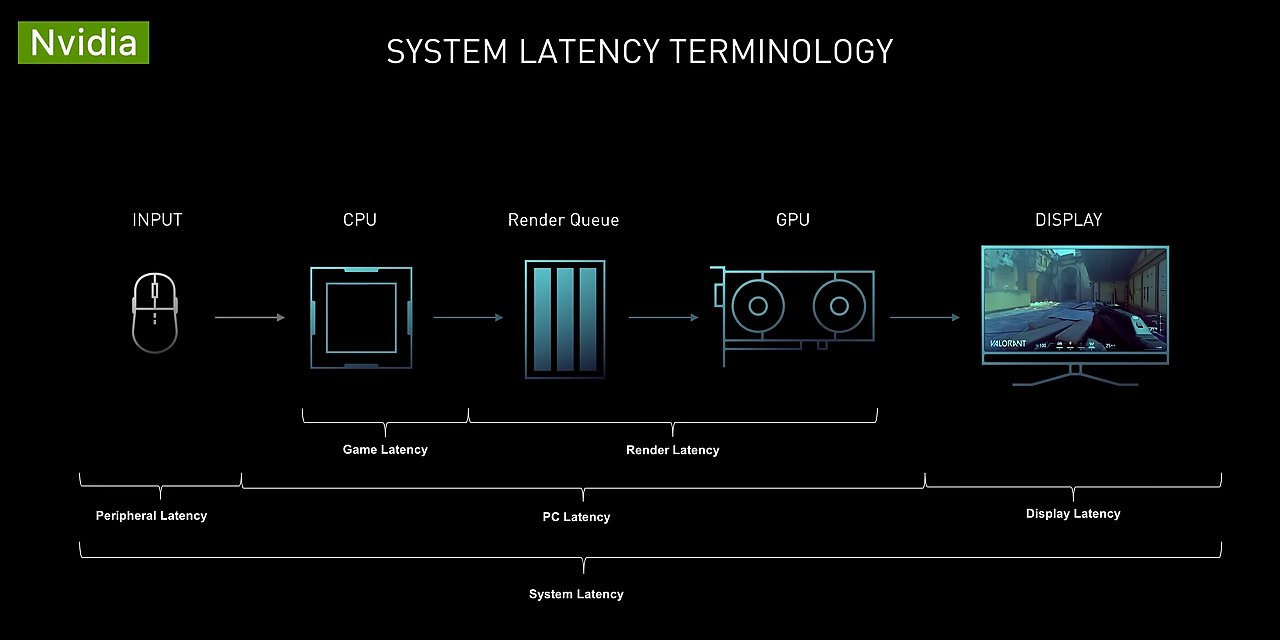 Nvidia
SYSTEM LATENCY TERMINOLOGY
INPUT
CPU
Render Queue
GPU
DISPLAY
VALORANT
100
Game Latency
Render Latency
Peripheral Latency
PC Latency
Display Latency
System Latency